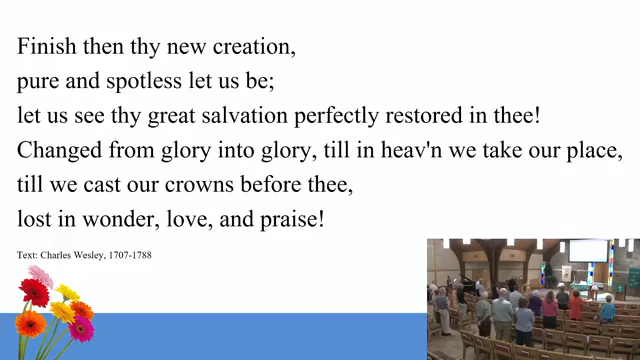 Finish then thy new creation,
pure and spotless let us be;
let us see thy great salvation perfectly restored in thee!
Changed from glory into glory, till in heav'n we take our place,
till we cast our crowns before thee,
lost in wonder, love, and praise!
Text: Charles Wesley, 1707-1788